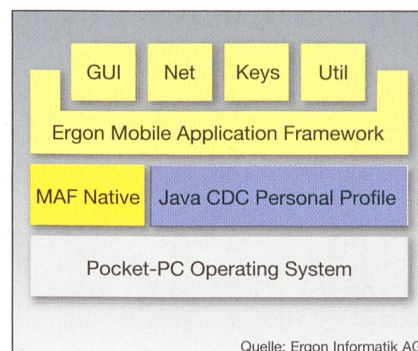 GUI Net Keys Util
Ergon Mobile Application Framework
MAF Native Java CDC Personal Profile
Pocket-PC Operating System
Quelle: Ergon Informatik AG